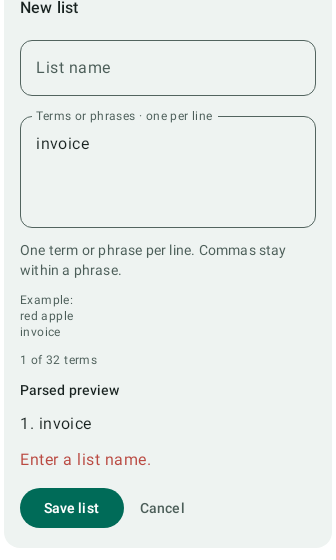 New list
List name
Terms or phrases · one per line
invoice
One term or phrase per line. Commas stay
within a phrase.
Example:
red apple
invoice
1 of 32 terms
Parsed preview
1. invoice
Enter a list name.
Save list
Cancel